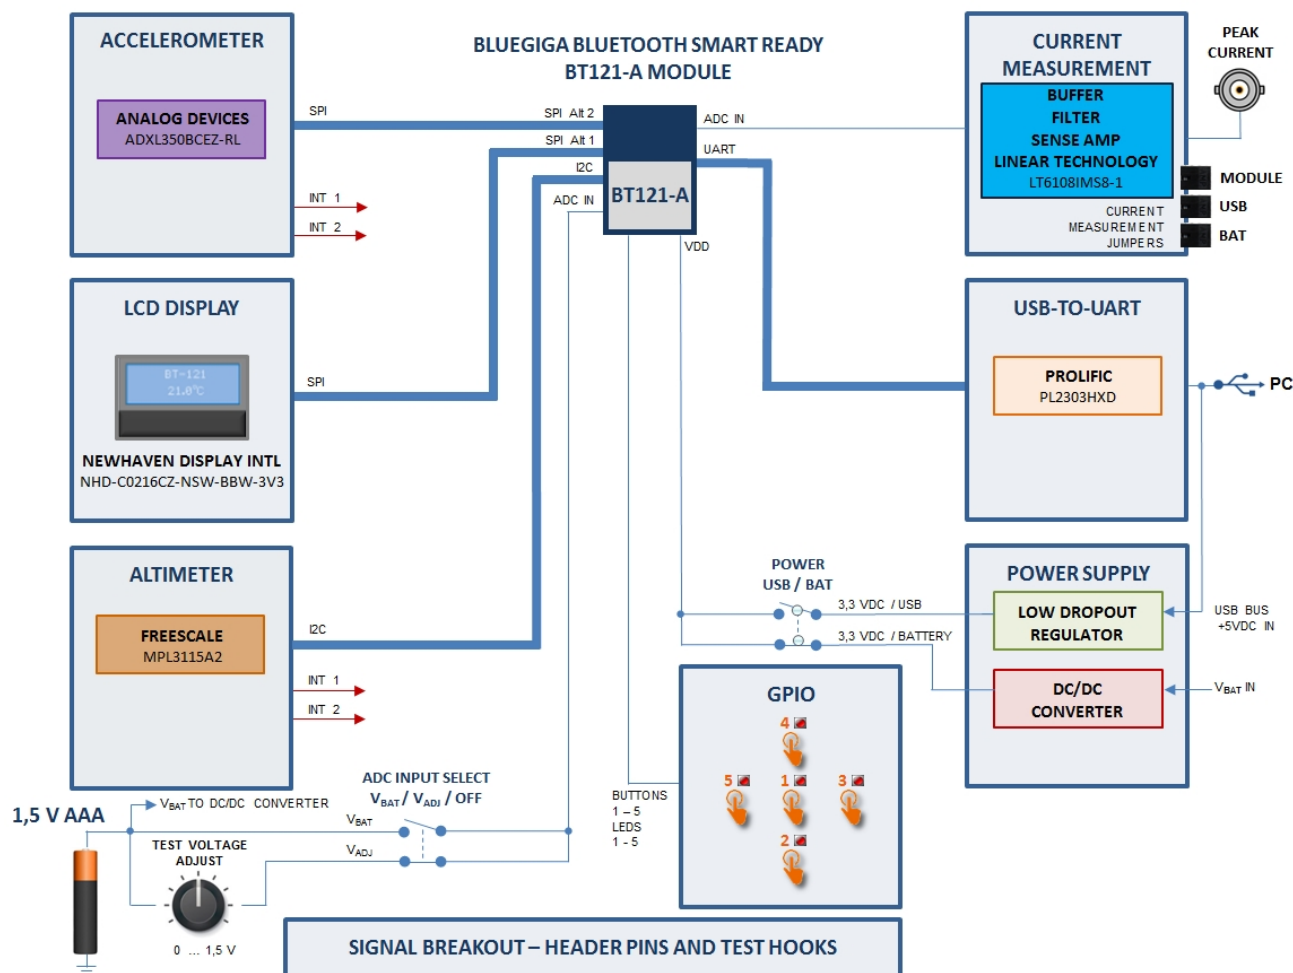 ACCELEROMETER
ANALOG DEVICES
ADXL350BCEZ-RL
SPI
INT 1
INT 2
BLUEGIGA BLUETOOTH SMART READY
BT121-A MODULE
SPI Alt 2
SPI Alt 1
I2C
ADC IN
BT121-A
ADC IN
UART
VDD
CURRENT
MEASUREMENT
BUFFER
FILTER
SENSE AMP
LINEAR TECHNOLOGY
LT6108IMS8-1
CURRENT
MEASUREMENT
JUMPERS
PEAK
CURRENT
MODULE
USB
BAT
LCD DISPLAY
BT-121
21.0°C
NEWHAVEN DISPLAY INTL
NHD-C0216CZ-NSW-BBW-3V3
SPI
USB-TO-UART
PROLIFIC
PL2303HXD
PC
ALTIMETER
FREESCALE
MPL3115A2
I2C
INT 1
INT 2
POWER
USB / BAT
3,3 VDC / USB
3,3 VDC / BATTERY
POWER SUPPLY
LOW DROPOUT
REGULATOR
DC/DC
CONVERTER
USB BUS
+5VDC IN
VBAT IN
GPIO
4
5
1
3
2
BUTTONS
1 – 5
LEDS
1 - 5
ADC INPUT SELECT
VBAT / VADJ / OFF
VBAT
VADJ
1,5 V AAA
VBAT TO DC/DC CONVERTER
TEST VOLTAGE
ADJUST
0 ... 1,5 V
SIGNAL BREAKOUT – HEADER PINS AND TEST HOOKS